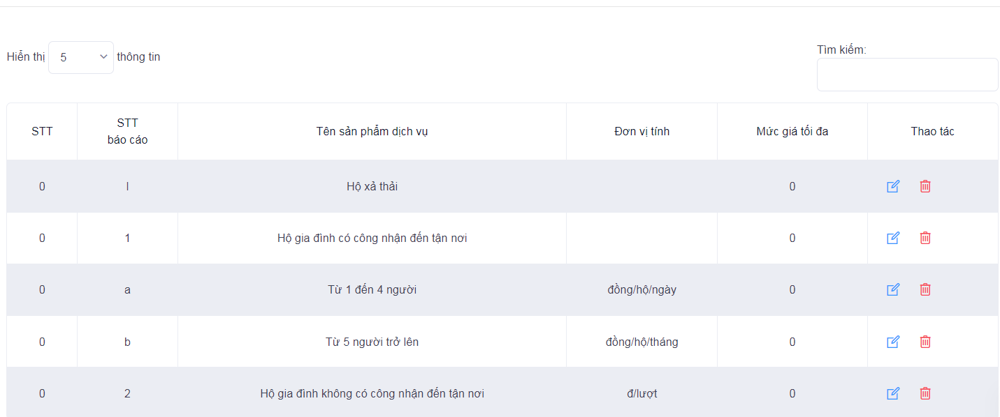 Hiển thị 5 thông tin
Tìm kiếm:
STT STT báo cáo Tên sản phẩm dịch vụ Đơn vị tính Mức giá tối đa Thao tác
0 I Hộ xả thải 0
0 1 Hộ gia đình có công nhận đến tận nơi 0
0 a Từ 1 đến 4 người đồng/hộ/ngày 0
0 b Từ 5 người trở lên đồng/hộ/tháng 0
0 2 Hộ gia đình không có công nhận đến tận nơi đ/lượt 0